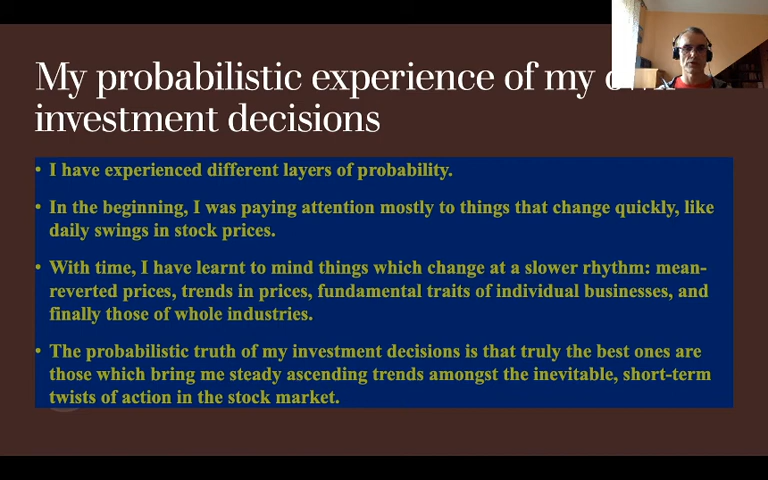 My probabilistic experience of my
investment decisions
• I have experienced different layers of probability.
• In the beginning, I was paying attention mostly to things that change quickly, like
daily swings in stock prices.
• With time, I have learnt to mind things which change at a slower rhythm: mean-
reverted prices, trends in prices, fundamental traits of individual businesses, and
finally those of whole industries.
• The probabilistic truth of my investment decisions is that truly the best ones are
those which bring me steady ascending trends amongst the inevitable, short-term
twists of action in the stock market.